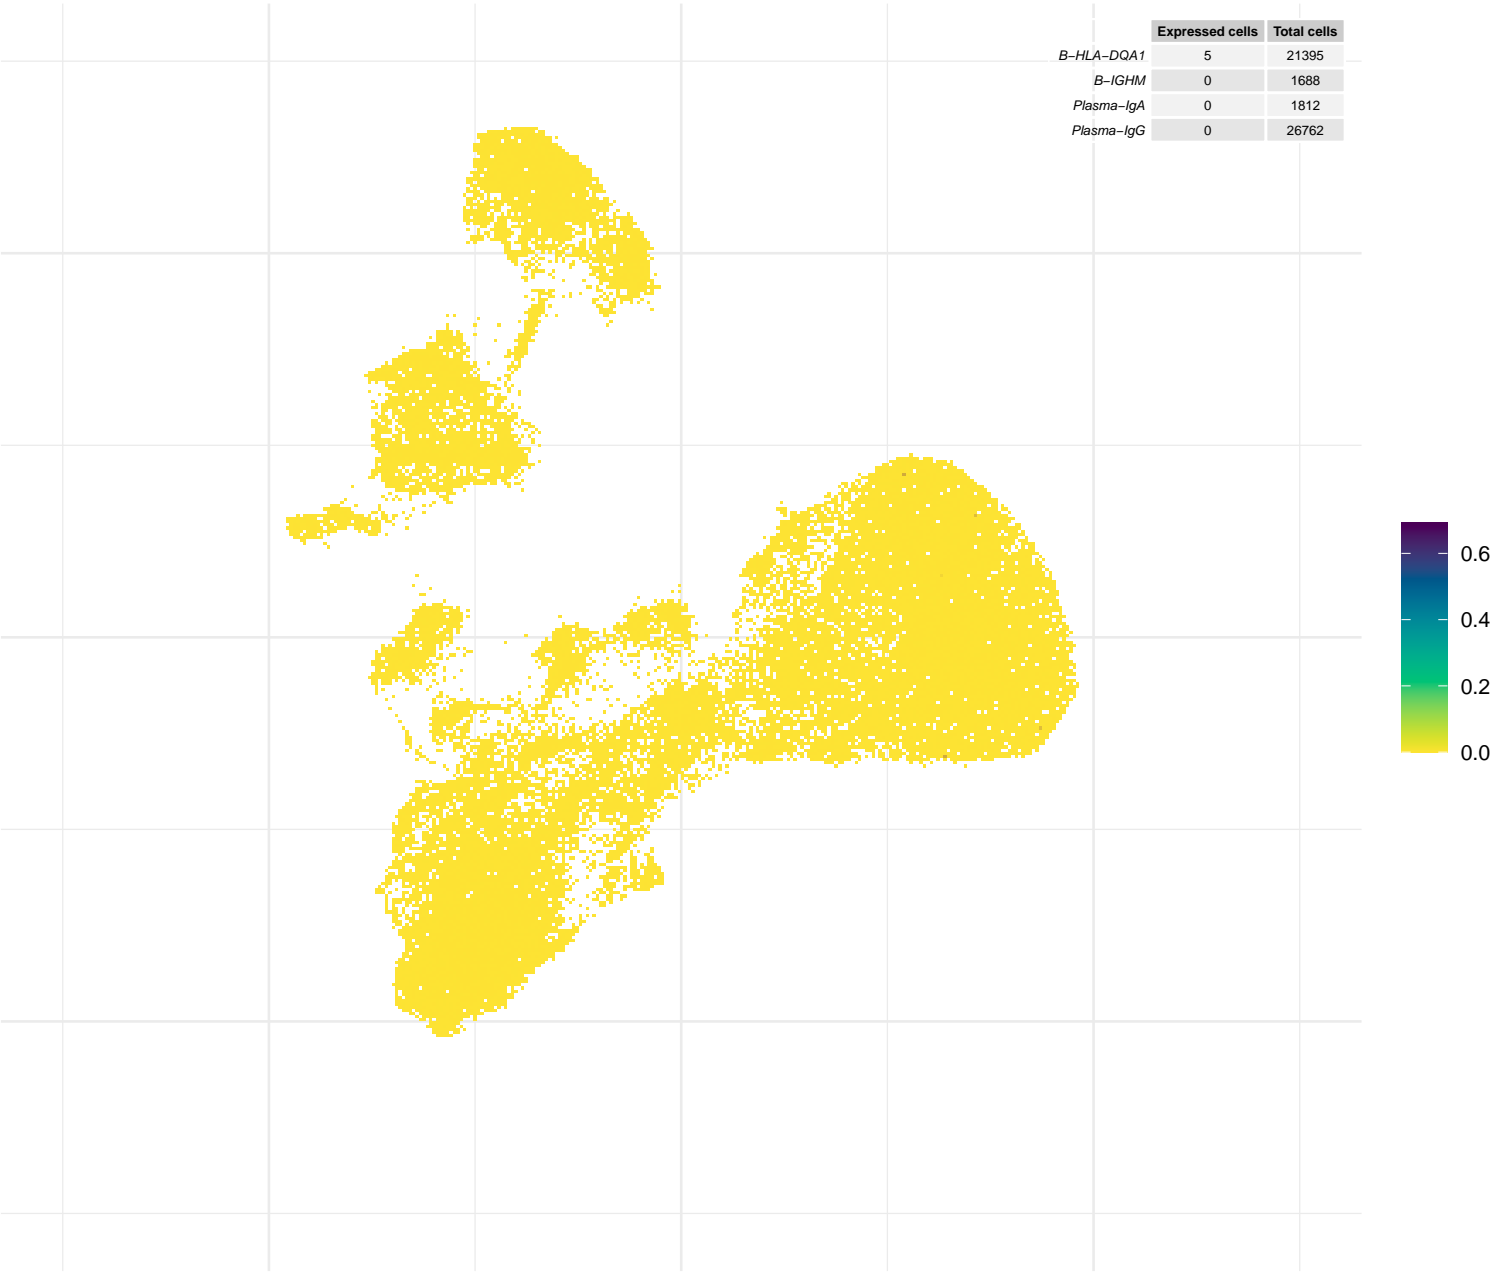 Expressed cells Total cells
B−HLA−DQA1 5 21395
B−IGHM 0 1688
Plasma−IgA 0 1812
Plasma−IgG 0 26762
0.6
0.4
0.2
0.0